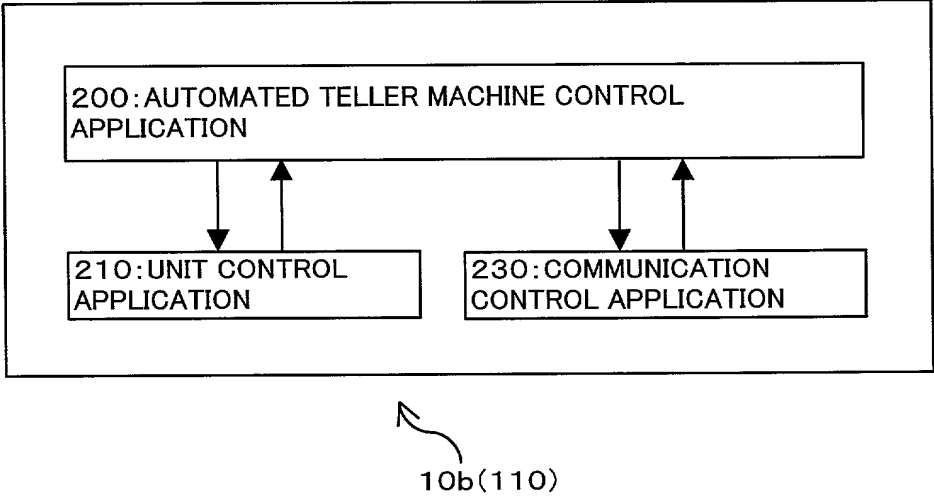 200:AUTOMATED TELLER MACHINE CONTROL
APPLICATION
210:UNIT CONTROL
APPLICATION
230:COMMUNICATION
CONTROL APPLICATION
10b(110)